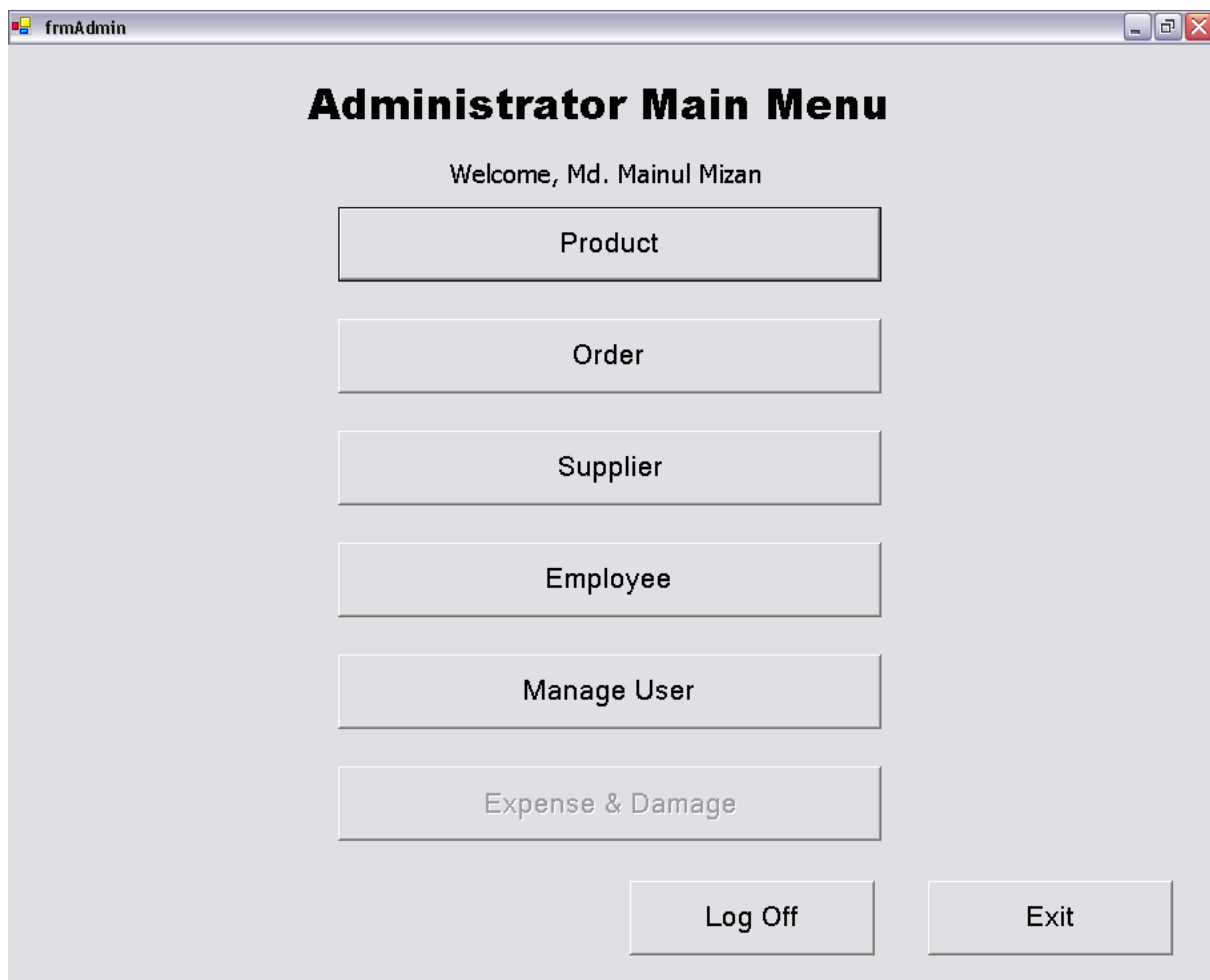 frmAdmin
Administrator Main Menu
Welcome, Md. Mainul Mizan
Product
Order
Supplier
Employee
Manage User
Expense & Damage
Log Off
Exit